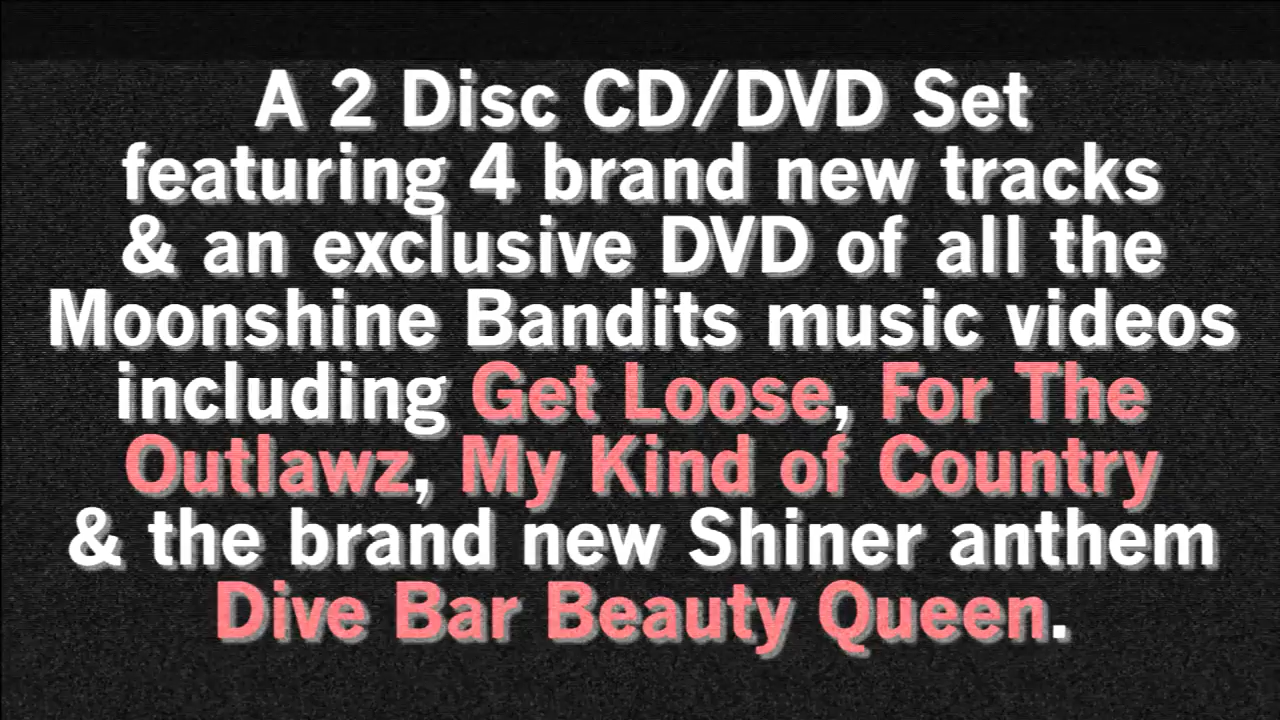 A 2 Disc CD/DVD Set
featuring 4 brand new tracks
& an exclusive DVD of all the
Moonshine Bandits music videos
including Get Loose, For The
Outlawz, My Kind of Country
& the brand new Shiner anthem
Dive Bar Beauty Queen.